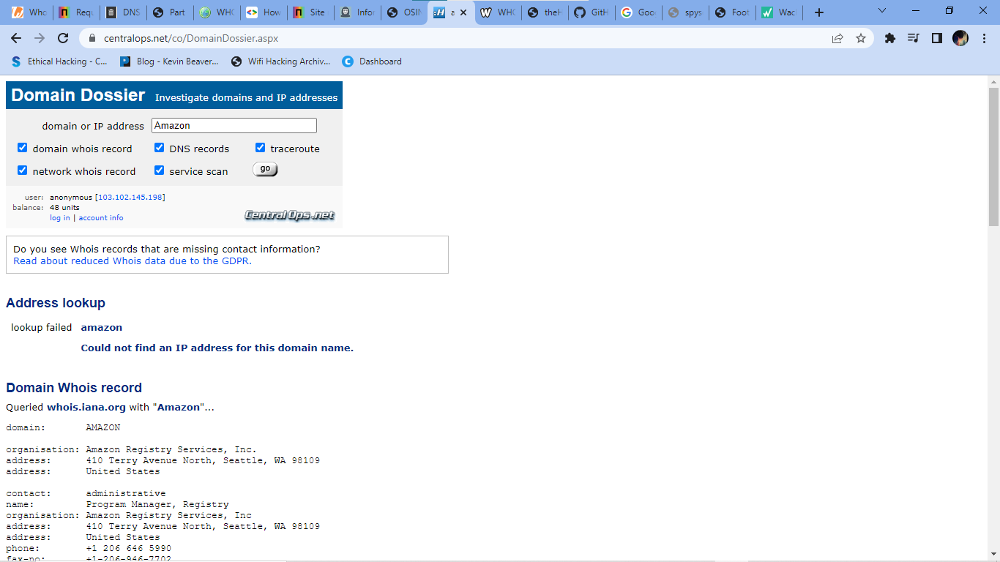 Who
Req
DNS
Part
WHO
How
Site
Infor
OSIN
a
WHO
theH
GitH
Goo
spys
Foot
Wac
centralops.net/co/DomainDossier.aspx
Ethical Hacking - C... Blog - Kevin Beaver... Wifi Hacking Archiv... Dashboard
Domain Dossier Investigate domains and IP addresses
domain or IP address Amazon
domain whois record DNS records traceroute
network whois record service scan go
user: anonymous [103.102.145.198]
balance: 48 units
log in | account info
CentralOps.net
Do you see Whois records that are missing contact information?
Read about reduced Whois data due to the GDPR.
Address lookup
lookup failed amazon
Could not find an IP address for this domain name.
Domain Whois record
Queried whois.iana.org with "Amazon"...
domain: AMAZON
organisation: Amazon Registry Services, Inc.
address: 410 Terry Avenue North, Seattle, WA 98109
address: United States
contact: administrative
name: Program Manager, Registry
organisation: Amazon Registry Services, Inc
address: 410 Terry Avenue North, Seattle, WA 98109
address: United States
phone: +1 206 646 5990
fax-no: +1-206-946-7702